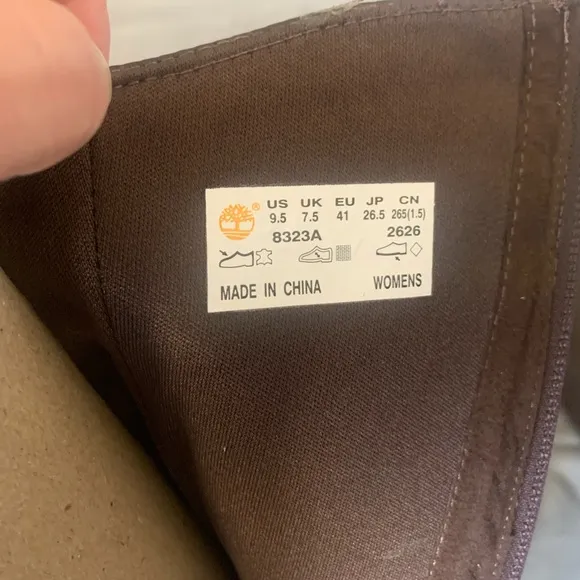 ® US UK EU JP CN
9.5 7.5 41 26.5 265(1.5)
8323A 2626
MADE IN CHINA WOMENS